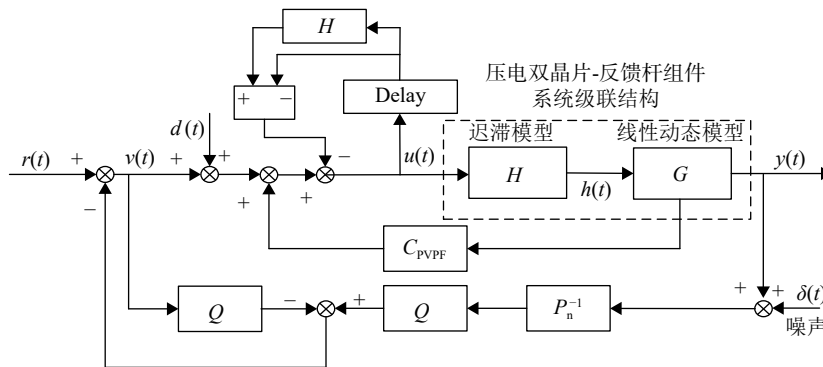 H
压电双晶片-反馈杆组件
系统级联结构
+ −
Delay
d(t)
−
u(t)
迟滞模型
线性动态模型
r(t)
+
v(t)
+
+
H
h(t)
G
y(t)
−
+
+
C_PVPF
Q
−
+
Q
P_n^{-1}
+
+
δ(t)
噪声